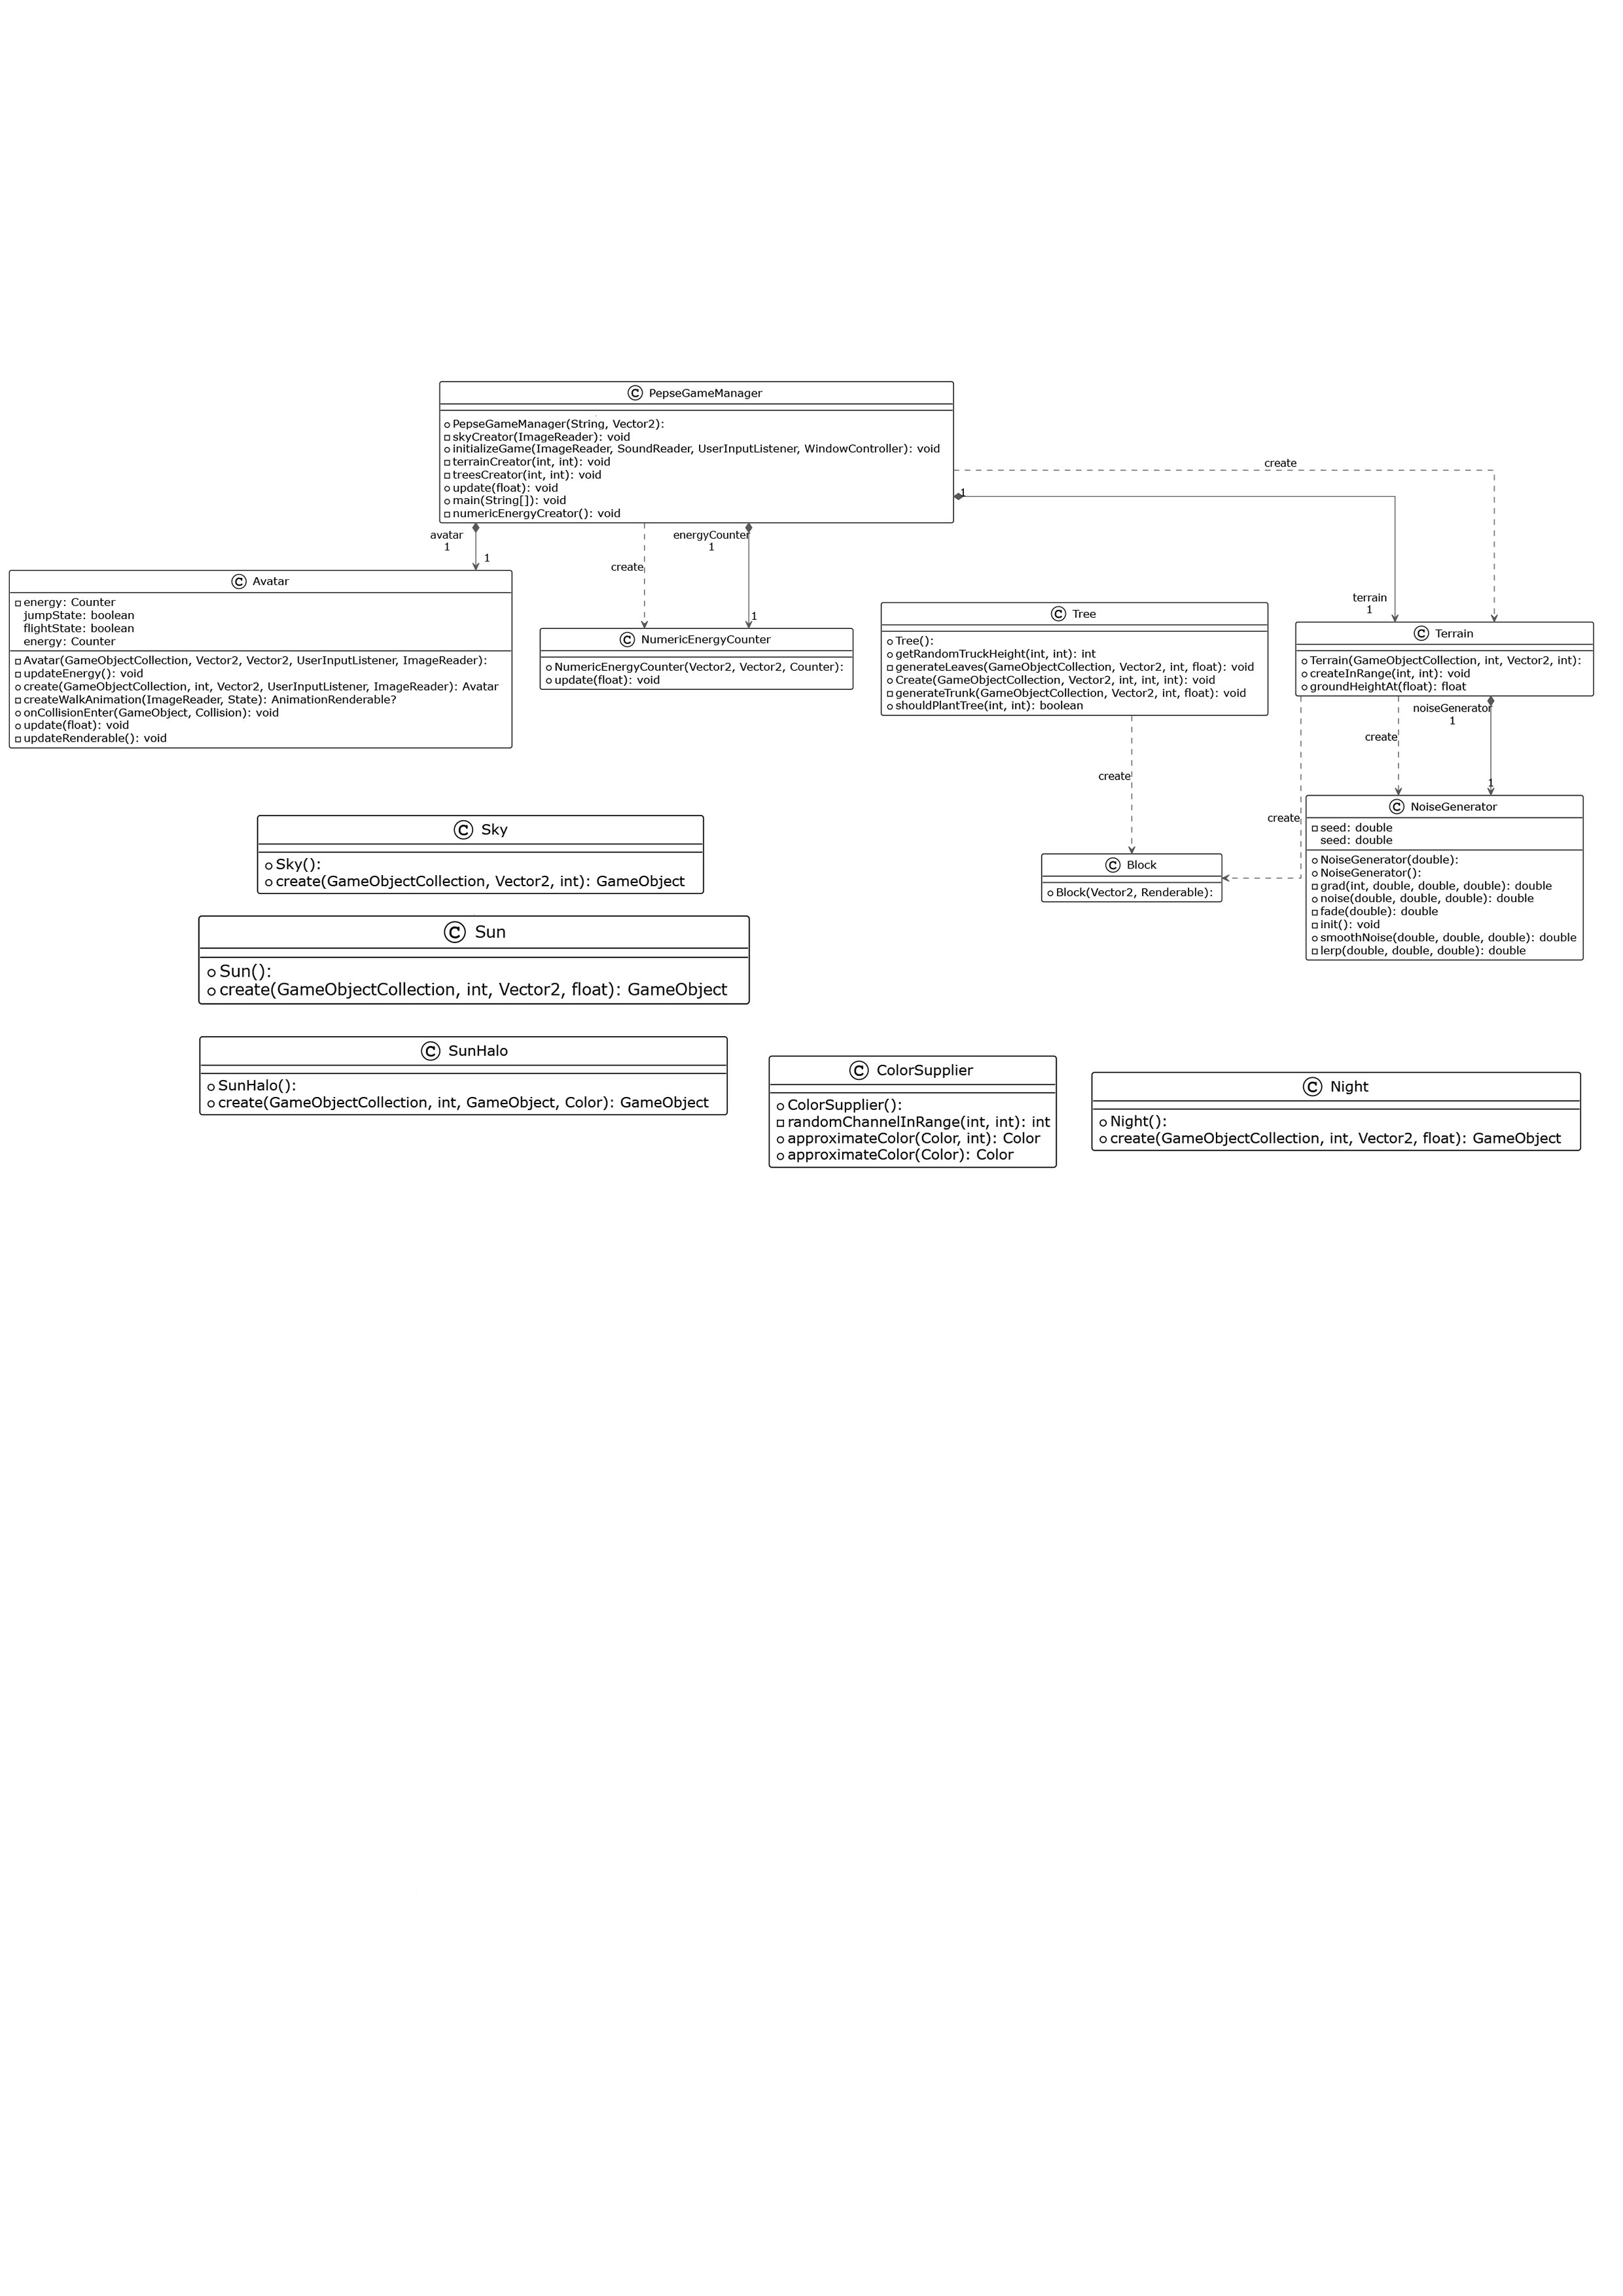 PepseGameManager
PepseGameManager(String, Vector2):
skyCreator(ImageReader): void
initializeGame(ImageReader, SoundReader, UserInputListener, WindowController): void
terrainCreator(int, int): void
treesCreator(int, int): void
update(float): void
main(String[]): void
numericEnergyCreator(): void
create
1
avatar
1
1
create
energyCounter
1
1
terrain
1
Avatar
energy: Counter
jumpState: boolean
flightState: boolean
energy: Counter
Avatar(GameObjectCollection, Vector2, Vector2, UserInputListener, ImageReader):
updateEnergy(): void
create(GameObjectCollection, int, Vector2, UserInputListener, ImageReader): Avatar
createWalkAnimation(ImageReader, State): AnimationRenderable?
onCollisionEnter(GameObject, Collision): void
update(float): void
updateRenderable(): void
NumericEnergyCounter
NumericEnergyCounter(Vector2, Vector2, Counter):
update(float): void
Tree
Tree():
getRandomTruckHeight(int, int): int
generateLeaves(GameObjectCollection, Vector2, int, float): void
Create(GameObjectCollection, Vector2, int, int, int): void
generateTrunk(GameObjectCollection, Vector2, int, float): void
shouldPlantTree(int, int): boolean
Terrain
Terrain(GameObjectCollection, int, Vector2, int):
createInRange(int, int): void
groundHeightAt(float): float
noiseGenerator
1
create
1
create
create
Block
Block(Vector2, Renderable):
NoiseGenerator
seed: double
seed: double
NoiseGenerator(double):
NoiseGenerator():
grad(int, double, double, double): double
noise(double, double, double): double
fade(double): double
init(): void
smoothNoise(double, double, double): double
lerp(double, double, double): double
Sky
Sky():
create(GameObjectCollection, Vector2, int): GameObject
Sun
Sun():
create(GameObjectCollection, int, Vector2, float): GameObject
SunHalo
SunHalo():
create(GameObjectCollection, int, GameObject, Color): GameObject
ColorSupplier
ColorSupplier():
randomChannelInRange(int, int): int
approximateColor(Color, int): Color
approximateColor(Color): Color
Night
Night():
create(GameObjectCollection, int, Vector2, float): GameObject